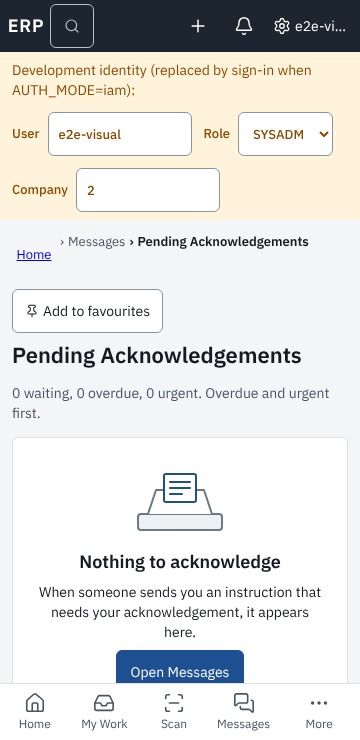 ERP
e2e-vi...
Development identity (replaced by sign-in when
AUTH_MODE=iam):
User
e2e-visual
Role
SYSADM
Company
2
Home › Messages › Pending Acknowledgements
Add to favourites
Pending Acknowledgements
0 waiting, 0 overdue, 0 urgent. Overdue and urgent
first.
Nothing to acknowledge
When someone sends you an instruction that
needs your acknowledgement, it appears
here.
Open Messages
Home
My Work
Scan
Messages
More